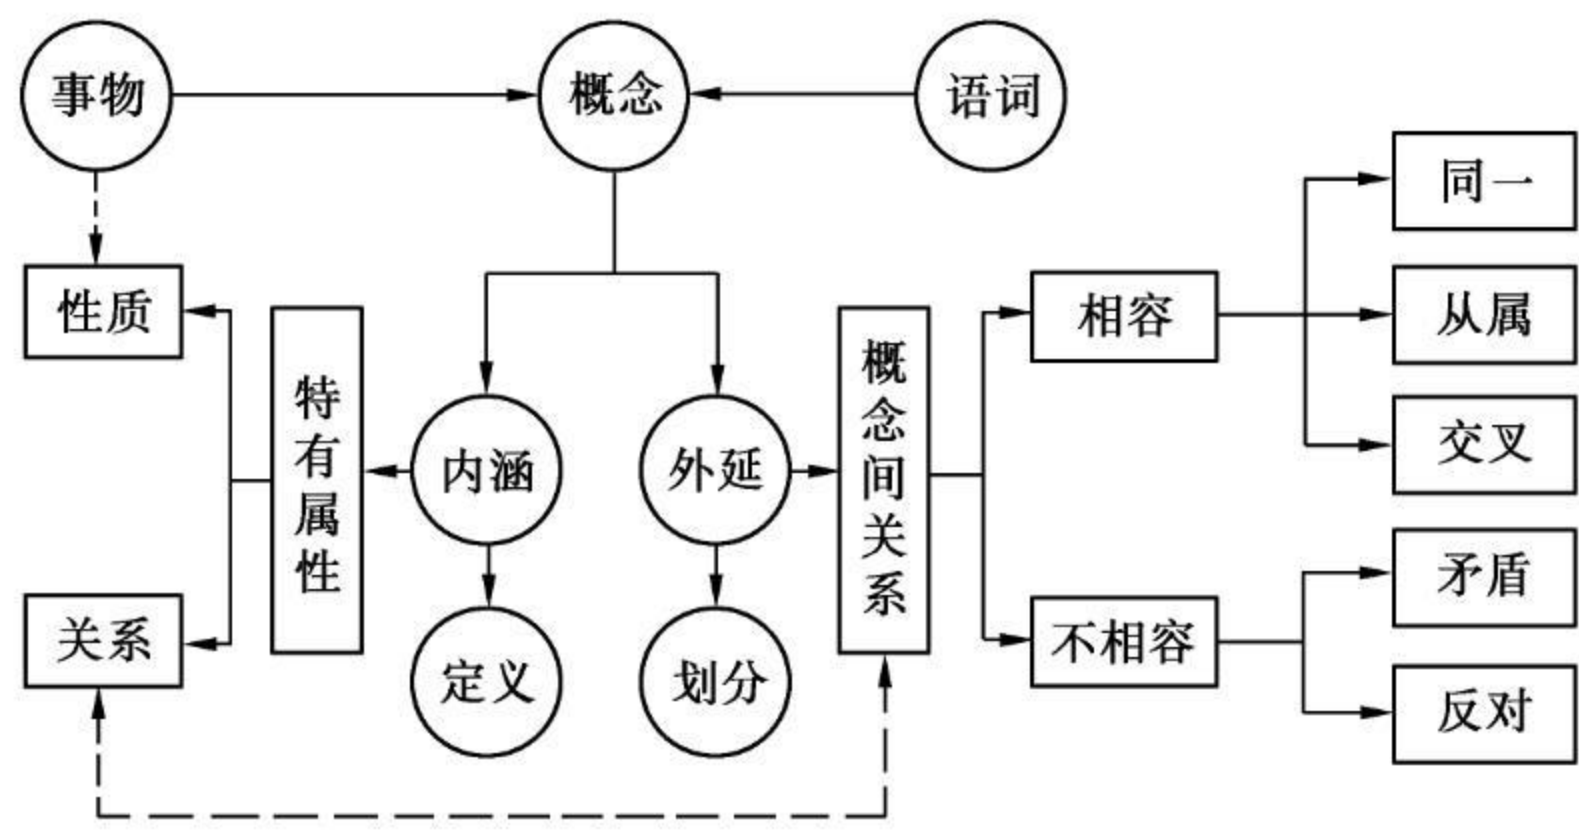 事物
概念
语词
同一
性质
相容
从属
特有属性
内涵
外延
概念间关系
交叉
关系
定义
划分
不相容
矛盾
反对